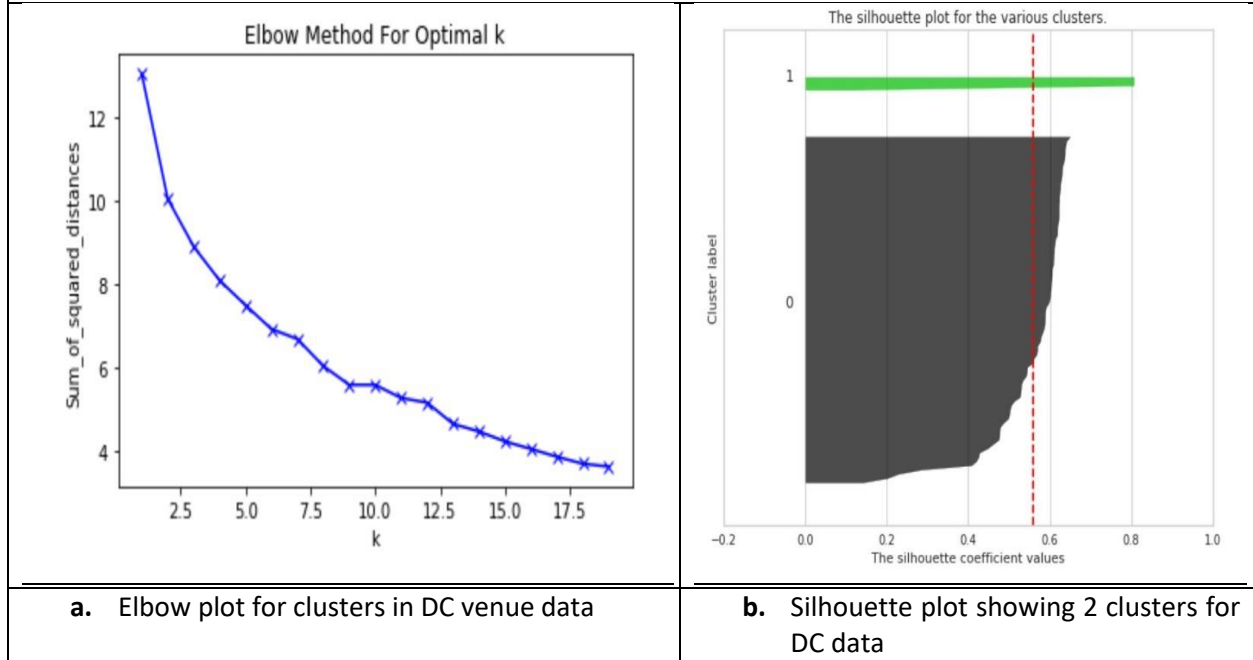 Elbow Method For Optimal k
Sum_of_squared_distances
12
10
8
6
4
2.5 5.0 7.5 10.0 12.5 15.0 17.5
k
a. Elbow plot for clusters in DC venue data
The silhouette plot for the various clusters.
Cluster label
1
0
−0.2 0.0 0.2 0.4 0.6 0.8 1.0
The silhouette coefficient values
b. Silhouette plot showing 2 clusters for
DC data